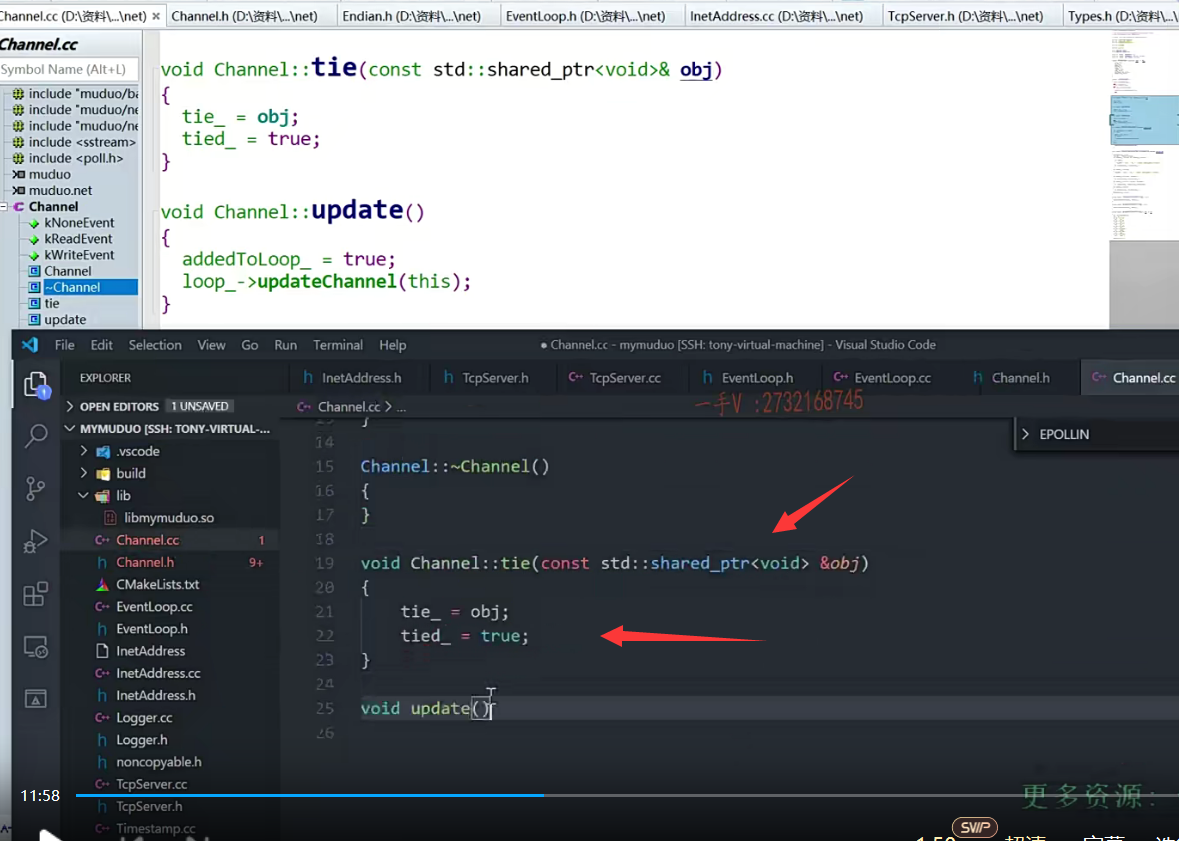 Channel.cc (D:\资料\...\net) × Channel.h (D:\资料\...\net) Endian.h (D:\资料\...\net) EventLoop.h (D:\资料\...\net) InetAddress.cc (D:\资料\...\net) TcpServer.h (D:\资料\...\net) Types.h (D:\资料\...\
Channel.cc
Symbol Name (Alt+L)
include "muduo/ba
include "muduo/ne
include "muduo/ne
include <sstream>
include <poll.h>
muduo
muduo.net
Channel
kNoneEvent
kReadEvent
kWriteEvent
Channel
~Channel
tie
update
void Channel::tie(const std::shared_ptr<void>& obj)
{
tie_ = obj;
tied_ = true;
}
void Channel::update()
{
addedToLoop_ = true;
loop_->updateChannel(this);
}
File Edit Selection View Go Run Terminal Help
● Channel.cc - mymuduo [SSH: tony-virtual-machine] - Visual Studio Code
1
EXPLORER
OPEN EDITORS 1 UNSAVED
MYMUDUO [SSH: TONY-VIRTUAL-...
.vscode
build
lib
libmymuduo.so
Channel.cc 1
Channel.h 9+
CMakeLists.txt
EventLoop.cc
EventLoop.h
InetAddress
InetAddress.cc
InetAddress.h
Logger.cc
Logger.h
noncopyable.h
TcpServer.cc
TcpServer.h
Timestamp.cc
InetAddress.h TcpServer.h TcpServer.cc EventLoop.h EventLoop.cc Channel.h Channel.cc
Channel.cc > ...
一手V :2732168745
> EPOLLIN
13 }
14
15 Channel::~Channel()
16 {
17 }
18
19 void Channel::tie(const std::shared_ptr<void> &obj)
20 {
21 tie_ = obj;
22 tied_ = true;
23 }
24
25 void update()
26
11:58
更多资源:
SVIP